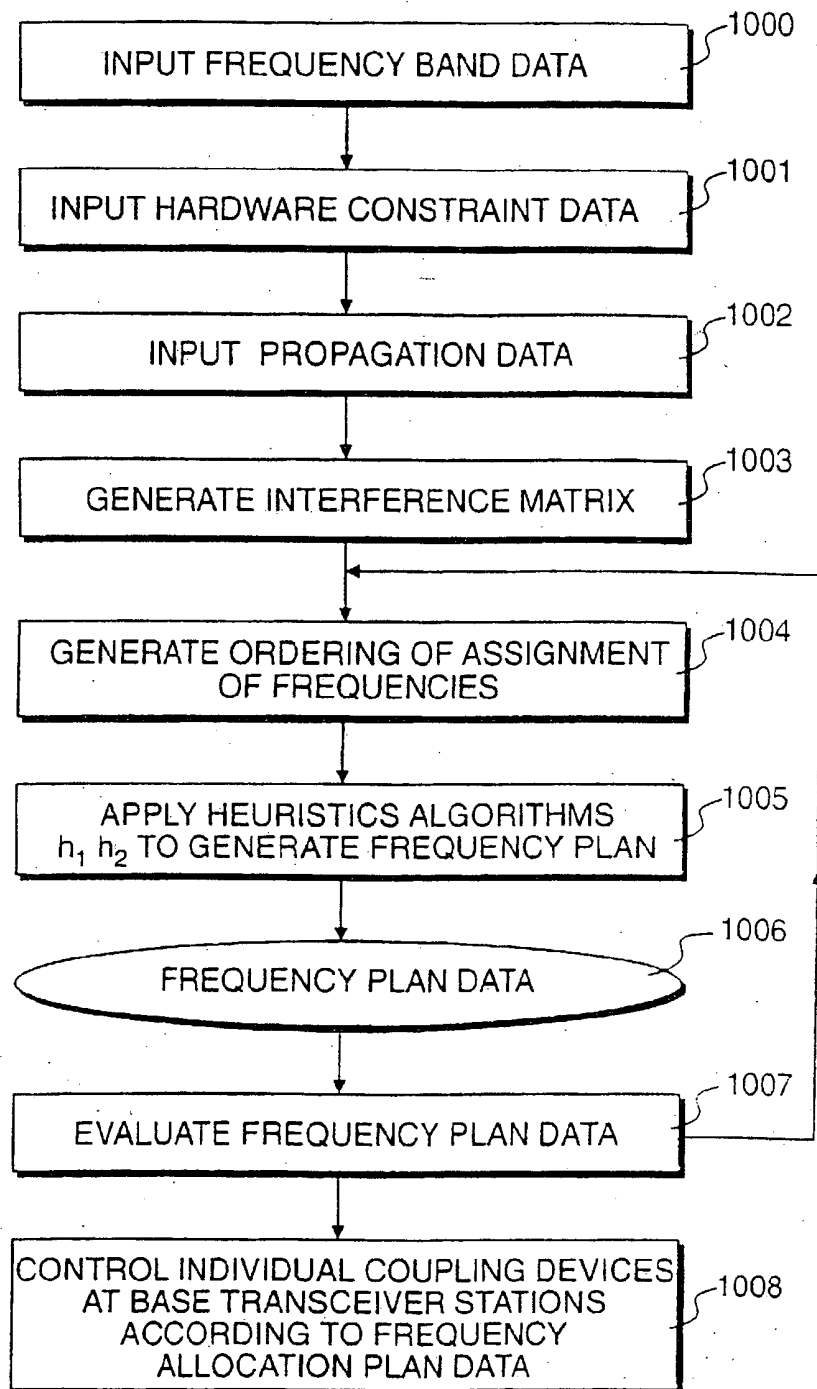 1000
INPUT FREQUENCY BAND DATA
1001
INPUT HARDWARE CONSTRAINT DATA
1002
INPUT PROPAGATION DATA
1003
GENERATE INTERFERENCE MATRIX
1004
GENERATE ORDERING OF ASSIGNMENT
OF FREQUENCIES
1005
APPLY HEURISTICS ALGORITHMS
h₁ h₂ TO GENERATE FREQUENCY PLAN
1006
FREQUENCY PLAN DATA
1007
EVALUATE FREQUENCY PLAN DATA
1008
CONTROL INDIVIDUAL COUPLING DEVICES
AT BASE TRANSCEIVER STATIONS
ACCORDING TO FREQUENCY
ALLOCATION PLAN DATA